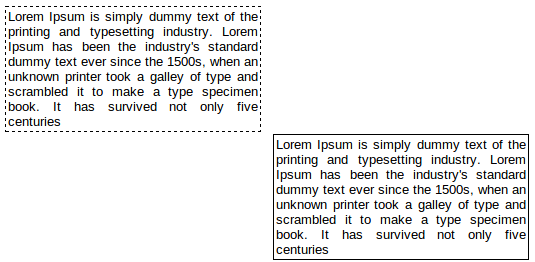 Lorem Ipsum is simply dummy text of the
printing and typesetting industry. Lorem
Ipsum has been the industry's standard
dummy text ever since the 1500s, when an
unknown printer took a galley of type and
scrambled it to make a type specimen
book. It has survived not only five
centuries
Lorem Ipsum is simply dummy text of the
printing and typesetting industry. Lorem
Ipsum has been the industry's standard
dummy text ever since the 1500s, when an
unknown printer took a galley of type and
scrambled it to make a type specimen
book. It has survived not only five
centuries